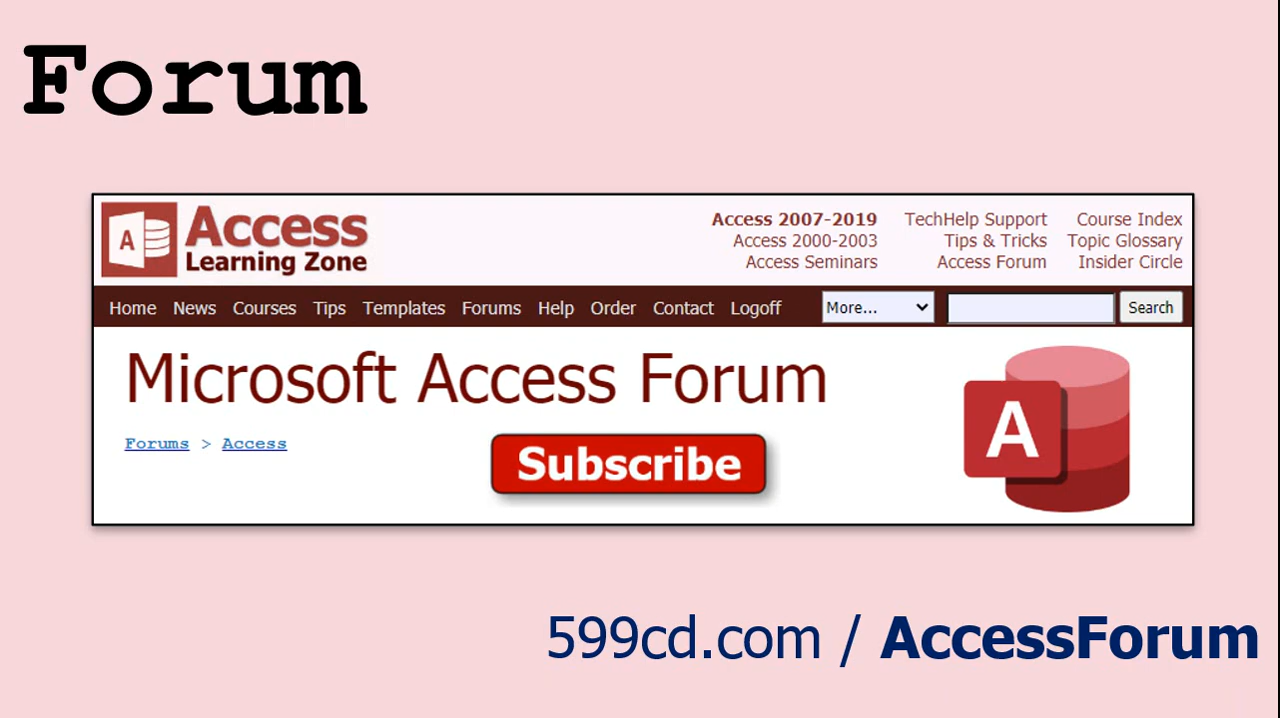 Forum
A Access
Learning Zone
Access 2007-2019 TechHelp Support Course Index
Access 2000-2003 Tips & Tricks Topic Glossary
Access Seminars Access Forum Insider Circle
Home News Courses Tips Templates Forums Help Order Contact Logoff More... Search
Microsoft Access Forum
Forums > Access
Subscribe
A
599cd.com / AccessForum